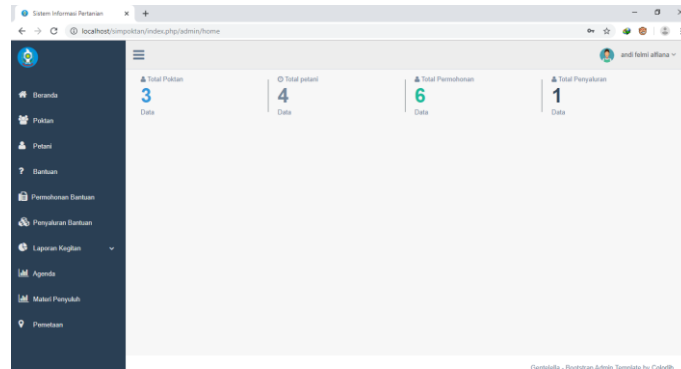 Sistem Informasi Pertanian
localhost/simpoktan/index.php/admin/home
andi felmi alfiana
Total Poktan
3
Data
Total petani
4
Data
Total Permohonan
6
Data
Total Penyaluran
1
Data
Beranda
Poktan
Petani
Bantuan
Permohonan Bantuan
Penyaluran Bantuan
Laporan Kegitan
Agenda
Materi Penyuluh
Pemetaan
Gentelella - Bootstrap Admin Template by Colorlib